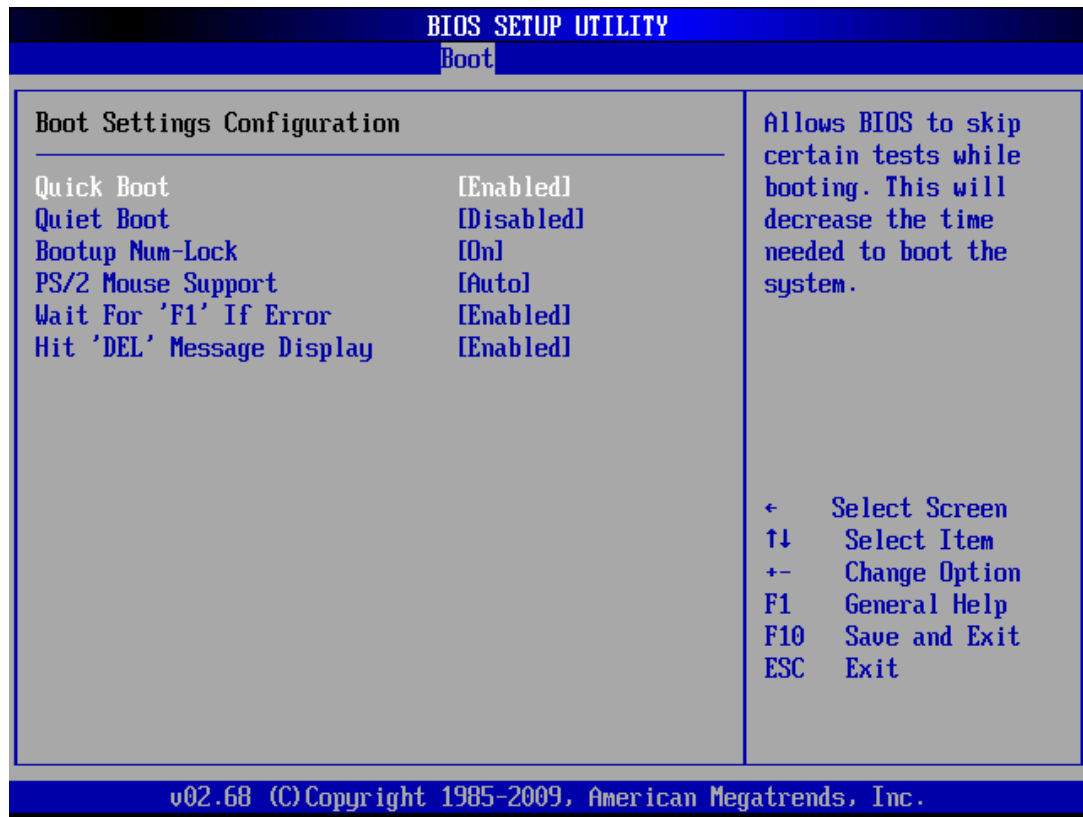 BIOS SETUP UTILITY
Boot
Boot Settings Configuration
Quick Boot [Enabled]
Quiet Boot [Disabled]
Bootup Num-Lock [On]
PS/2 Mouse Support [Auto]
Wait For 'F1' If Error [Enabled]
Hit 'DEL' Message Display [Enabled]
Allows BIOS to skip
certain tests while
booting. This will
decrease the time
needed to boot the
system.
← Select Screen
↑↓ Select Item
+- Change Option
F1 General Help
F10 Save and Exit
ESC Exit
v02.68 (C)Copyright 1985-2009, American Megatrends, Inc.